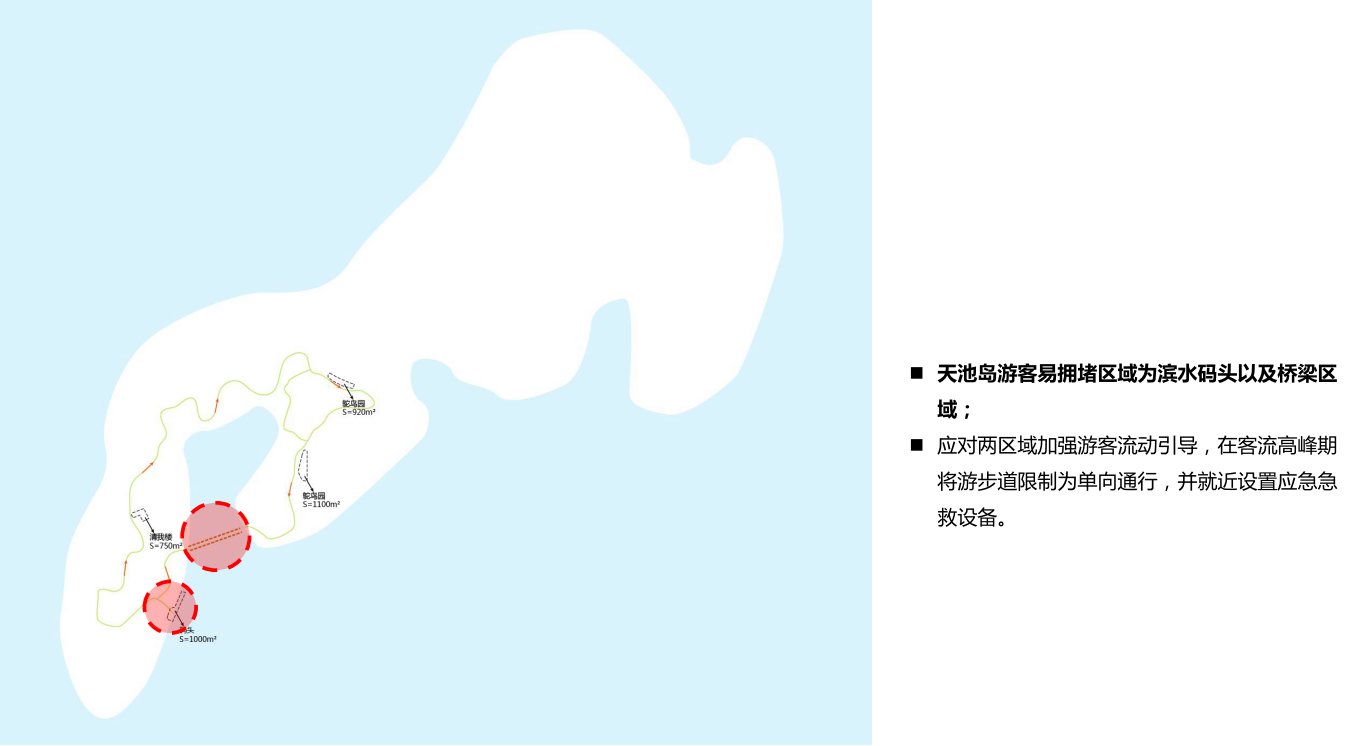 鸵鸟园
S=920m²
鸵鸟园
S=1100m²
清我楼
S=750m²
头
S=1000m²
■ 天池岛游客易拥堵区域为滨水码头以及桥梁区
域；
■ 应对两区域加强游客流动引导，在客流高峰期
将游步道限制为单向通行，并就近设置应急急
救设备。